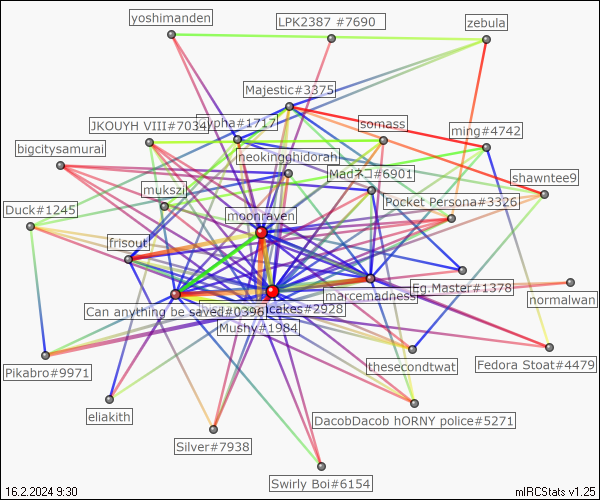 yoshimanden
LPK2387 #7690
zebula
Majestic#3375
JKOUYH VIII#7034
ypha#1717
somass
ming#4742
bigcitysamurai
neokingghidorah
Madネコ#6901
shawntee9
mukszi
Pocket Persona#3326
Duck#1245
moonraven
frisout
Eg.Master#1378
marcemadness
normalwan
Can anything be saved#0396
cakes#2928
Mushy#1984
Pikabro#9971
thesecondtwat
Fedora Stoat#4479
eliakith
DacobDacob hORNY police#5271
Silver#7938
Swirly Boi#6154
16.2.2024 9:30
mIRCStats v1.25